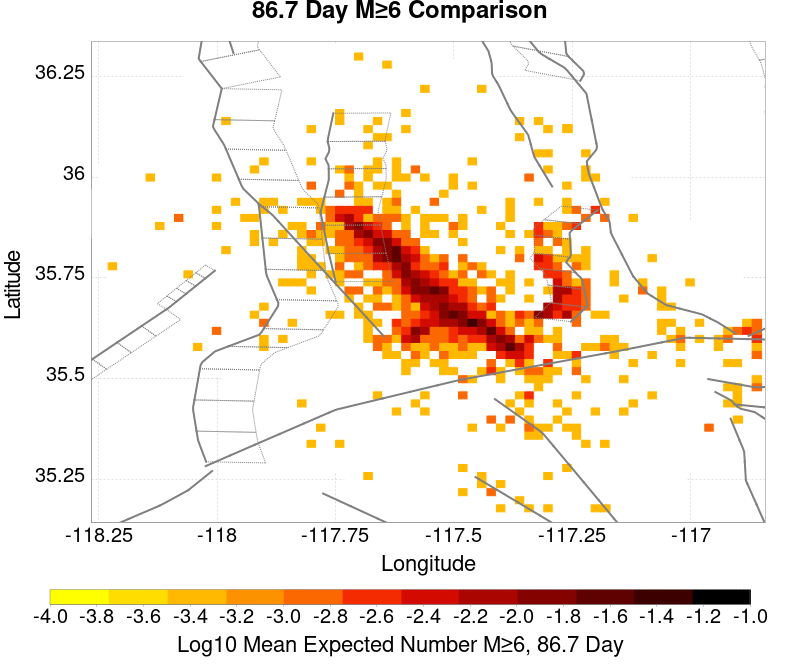 86.7 Day M≥6 Comparison
36.25
36
35.75
35.5
35.25
Latitude
-118.25 -118 -117.75 -117.5 -117.25 -117
Longitude
-4.0 -3.8 -3.6 -3.4 -3.2 -3.0 -2.8 -2.6 -2.4 -2.2 -2.0 -1.8 -1.6 -1.4 -1.2 -1.0
Log10 Mean Expected Number M≥6, 86.7 Day